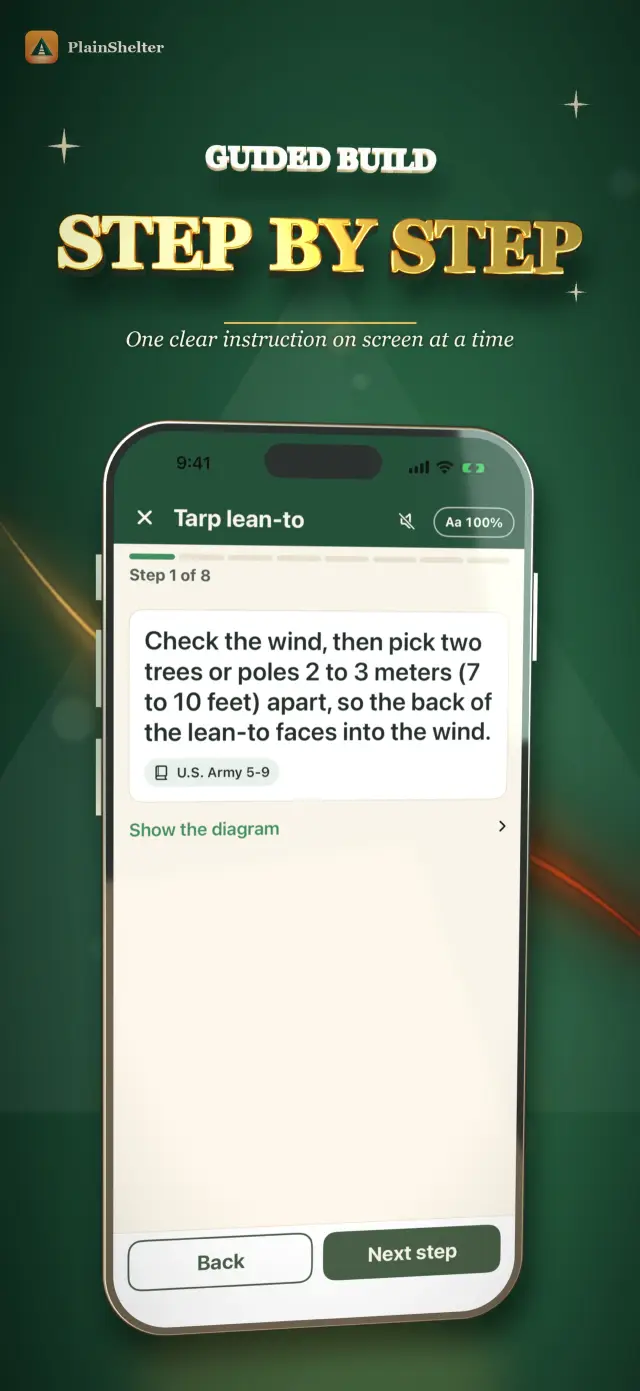 PlainShelter
GUIDED BUILD
STEP BY STEP
One clear instruction on screen at a time
9:41
Tarp lean-to
Aa 100%
Step 1 of 8
Check the wind, then pick two
trees or poles 2 to 3 meters (7
to 10 feet) apart, so the back of
the lean-to faces into the wind.
U.S. Army 5-9
Show the diagram
Back
Next step